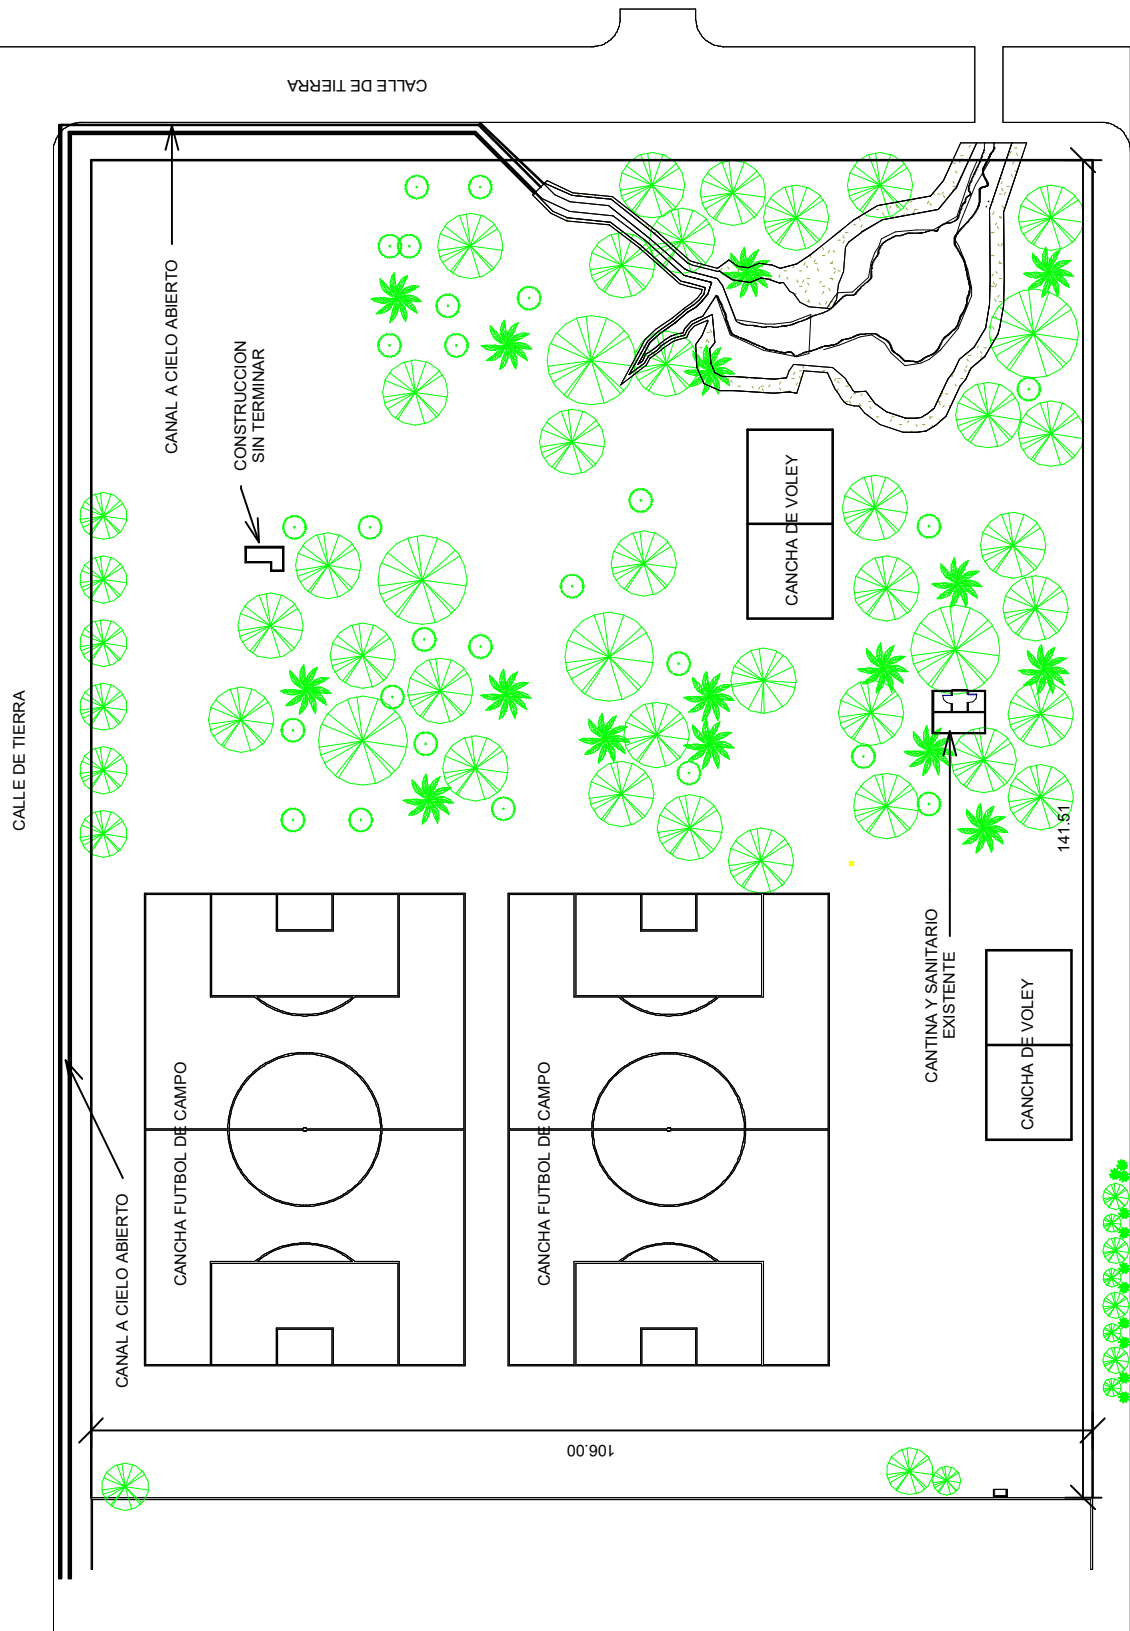 CALLE DE TIERRA
CANAL A CIELO ABIERTO
CONSTRUCCION
SIN TERMINAR
CANCHA DE VOLEY
CALLE DE TIERRA
141.51
CANTINA Y SANITARIO
EXISTENTE
CANCHA DE VOLEY
CANCHA FUTBOL DE CAMPO
CANCHA FUTBOL DE CAMPO
CANAL A CIELO ABIERTO
106.00